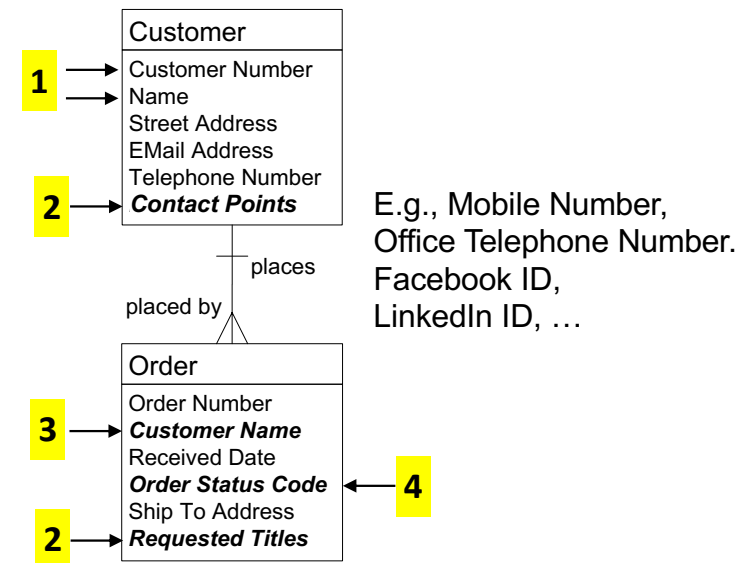 Customer
1
Customer Number
Name
Street Address
EMail Address
Telephone Number
2
Contact Points
E.g., Mobile Number,
Office Telephone Number.
Facebook ID,
LinkedIn ID, …
places
placed by
Order
Order Number
3
Customer Name
Received Date
Order Status Code
4
Ship To Address
2
Requested Titles